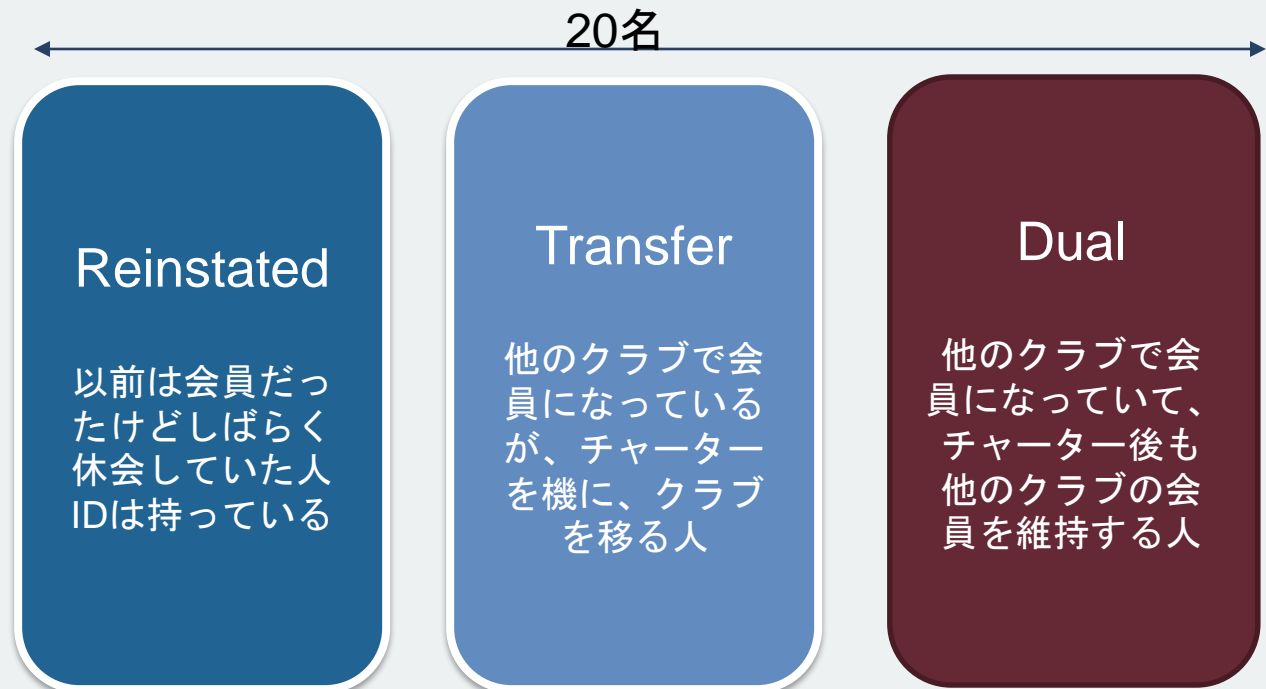 20名
Reinstated
以前は会員だっ
たけどしばらく
休会していた人
IDは持っている
Transfer
他のクラブで会
員になっている
が、チャーター
を機に、クラブ
を移る人
Dual
他のクラブで会
員になっていて、
チャーター後も
他のクラブの会
員を維持する人